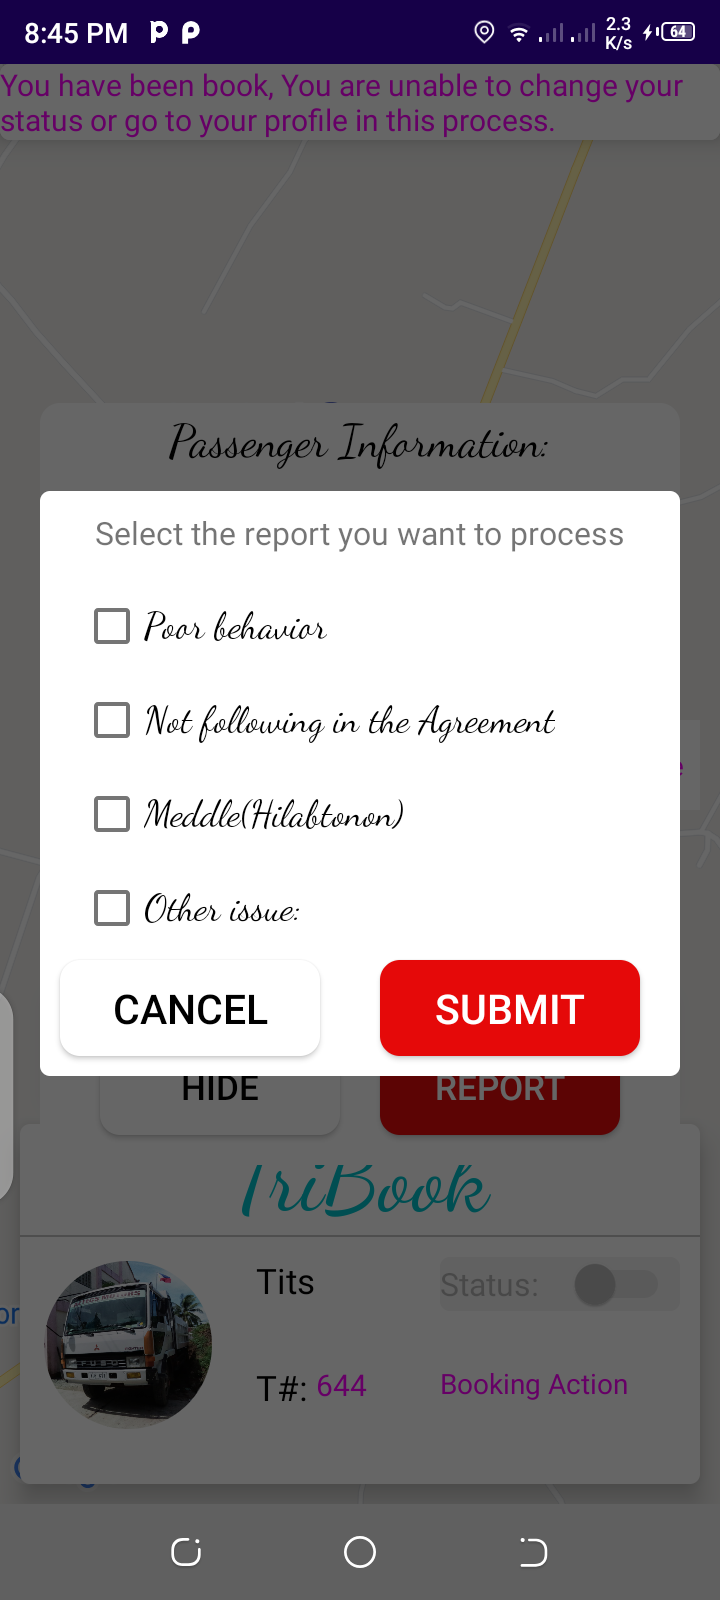 8:45 PM
2.3
K/s
64
You have been book, You are unable to change your
status or go to your profile in this process.
Passenger Information:
Select the report you want to process
Poor behavior
Not following in the Agreement
Meddle(Hilabtonon)
Other issue:
CANCEL
SUBMIT
HIDE
REPORT
TriBook
Tits
Status:
T#: 644
Booking Action